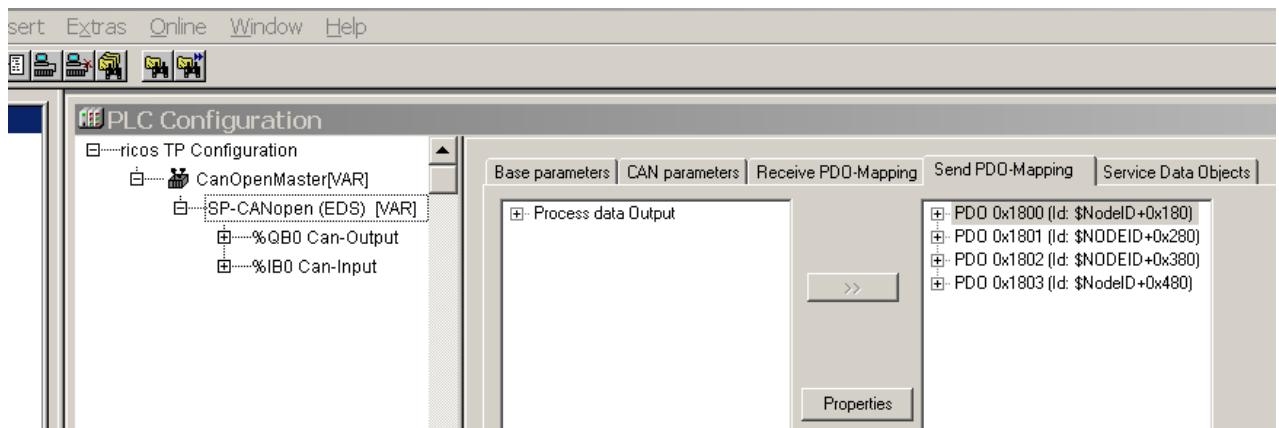 sert Extras Online Window Help
PLC Configuration
ricos TP Configuration
CanOpenMaster[VAR]
SP-CANopen (EDS) [VAR]
%QB0 Can-Output
%IB0 Can-Input
Base parameters CAN parameters Receive PDO-Mapping Send PDO-Mapping Service Data Objects
Process data Output
>>
Properties
PDO 0x1800 (Id: $NodeID+0x180)
PDO 0x1801 (Id: $NODEID+0x280)
PDO 0x1802 (Id: $NODEID+0x380)
PDO 0x1803 (Id: $NodeID+0x480)